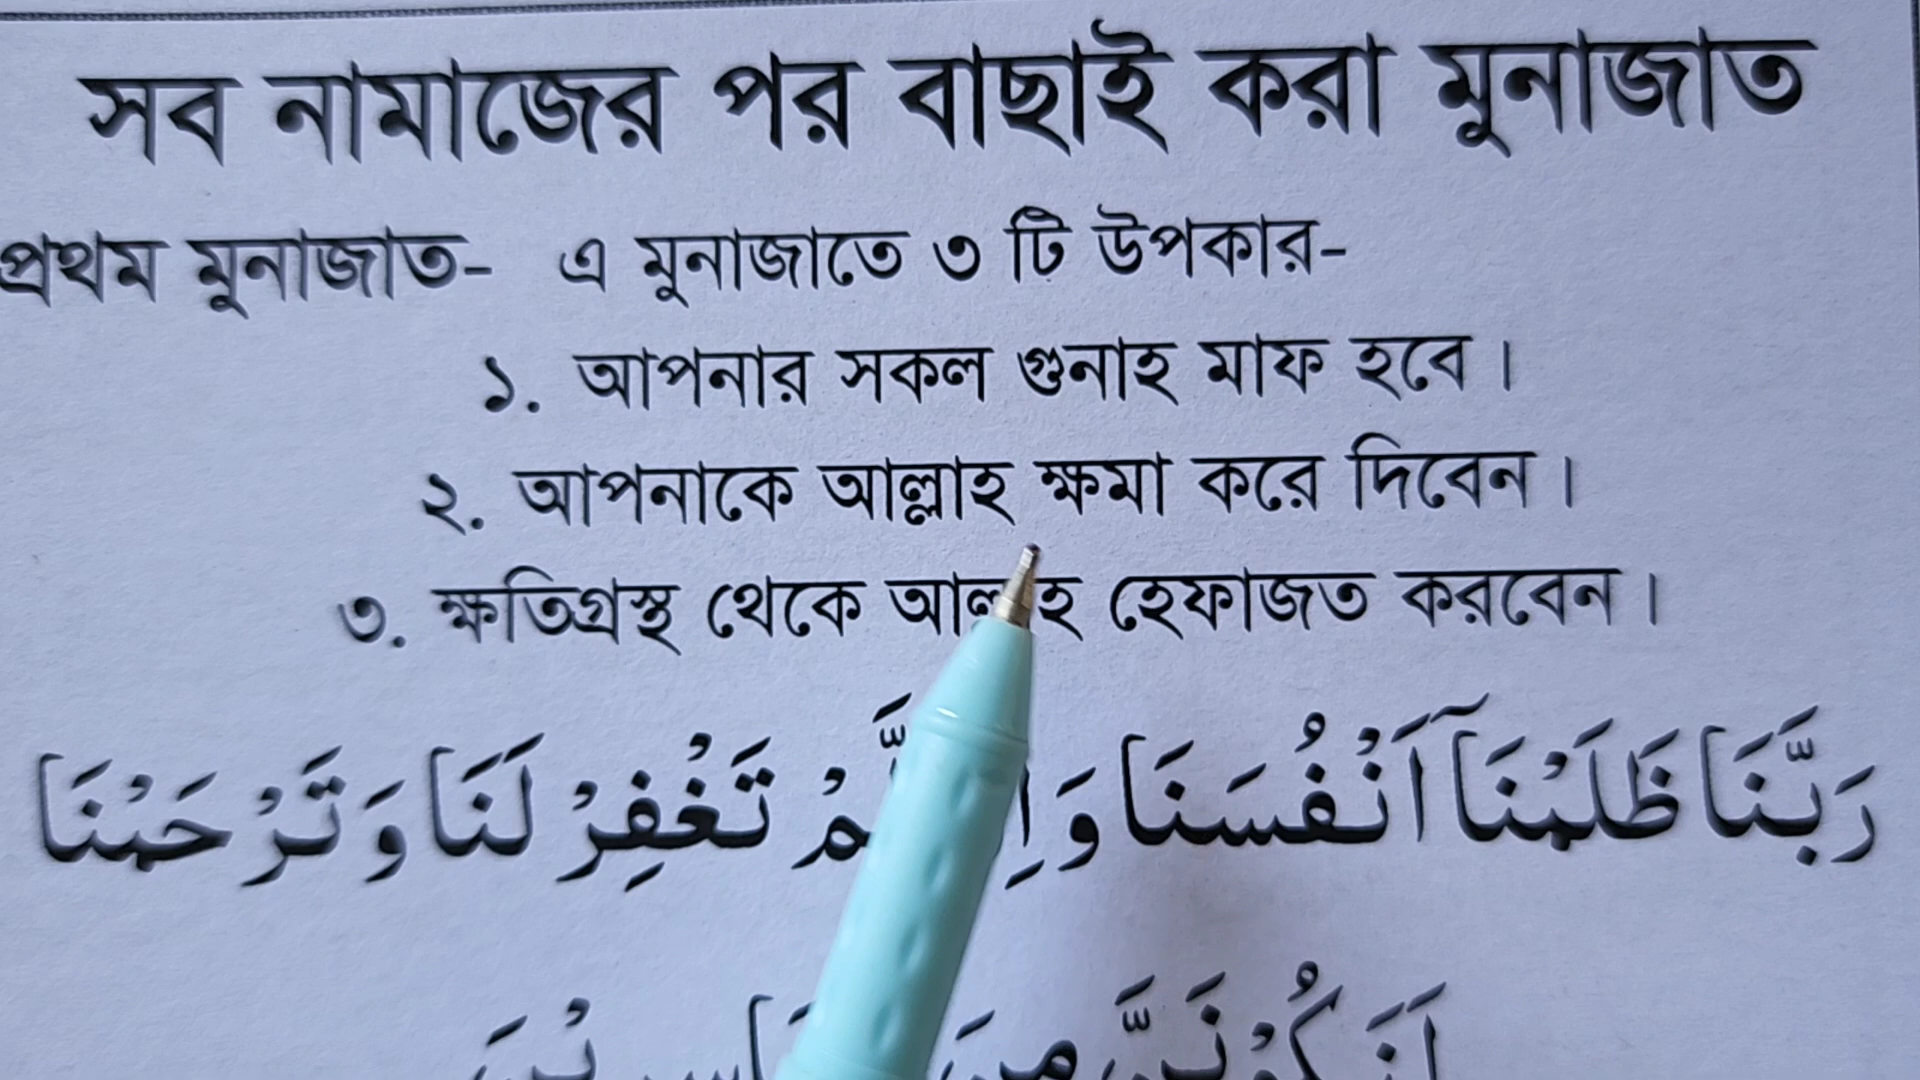 সব নামাজের পর বাছাই করা মুনাজাত
প্রথম মুনাজাত- এ মুনাজাতে ৩ টি উপকার-
১. আপনার সকল গুনাহ মাফ হবে।
২. আপনাকে আল্লাহ ক্ষমা করে দিবেন।
৩. ক্ষতিগ্রস্থ থেকে আল্লাহ হেফাজত করবেন।
رَبَّنَا ظَلَمْنَآ اَنْفُسَنَا وَاِ لَّمْ تَغْفِرْ لَنَا وَتَرْحَمْنَا